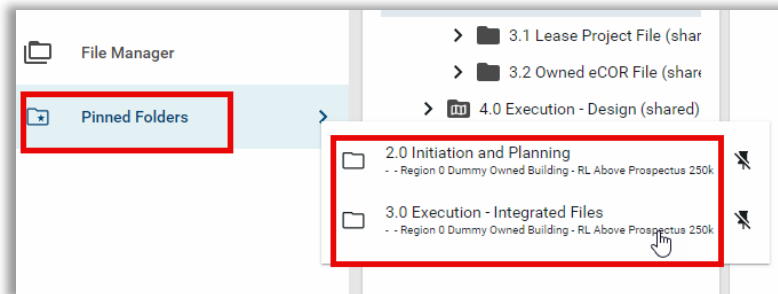 3.1 Lease Project File (shar
File Manager
3.2 Owned eCOR File (share
Pinned Folders
4.0 Execution - Design (shared)
2.0 Initiation and Planning
- - Region 0 Dummy Owned Building - RL Above Prospectus 250k
3.0 Execution - Integrated Files
- - Region 0 Dummy Owned Building - RL Above Prospectus 250k